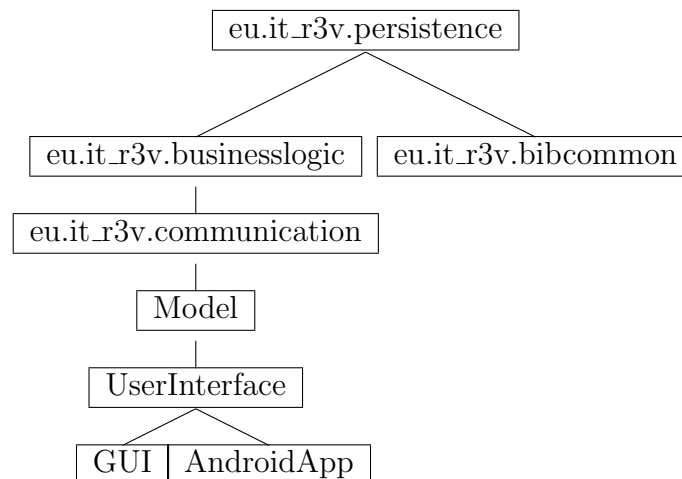 eu.it_r3v.persistence
eu.it_r3v.businesslogic eu.it_r3v.bibcommon
eu.it_r3v.communication
Model
UserInterface
GUI AndroidApp